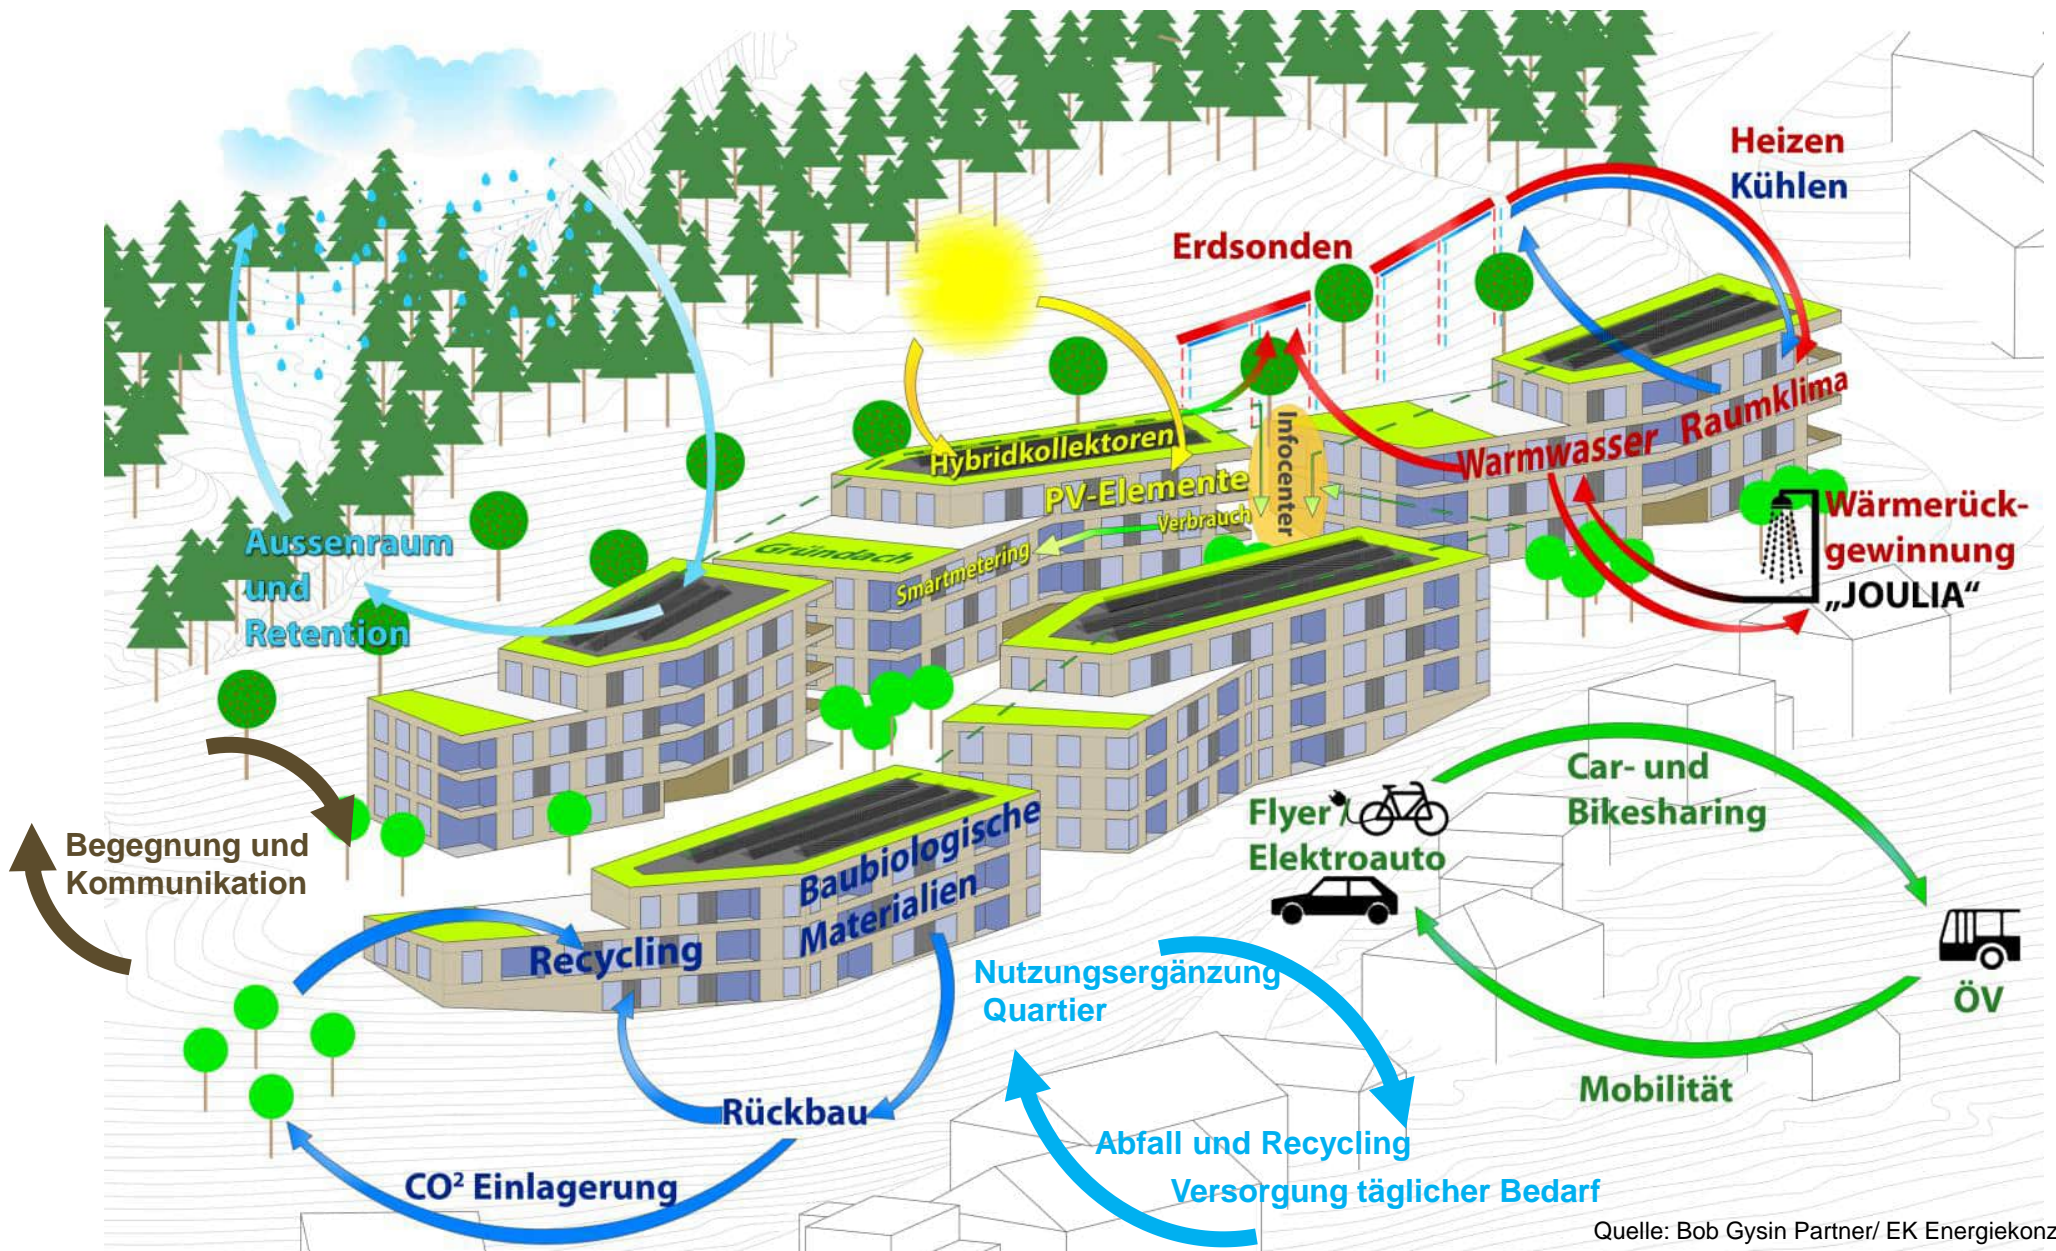 Heizen
Kühlen
Erdsonden
Raumklima
Warmwasser
Hybridkollektoren
PV-Elemente
Infocenter
Verbrauch
Smartmetering
Gründach
Wärmerück-
gewinnung
„JOULIA“
Aussenraum
und
Retention
Begegnung und
Kommunikation
Car- und
Bikesharing
Flyer /
Elektroauto
ÖV
Mobilität
Baubiologische
Materialien
Recycling
Nutzungsergänzung
Quartier
Rückbau
CO² Einlagerung
Abfall und Recycling
Versorgung täglicher Bedarf
Quelle: Bob Gysin Partner/ EK Energiekonz